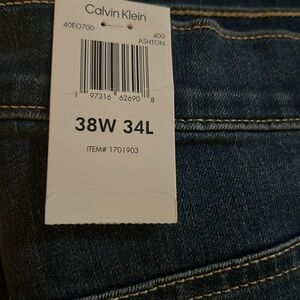 Calvin Klein
40EO700
400
ASHTON
1 97316 62690 8
38W 34L
ITEM# 1701903